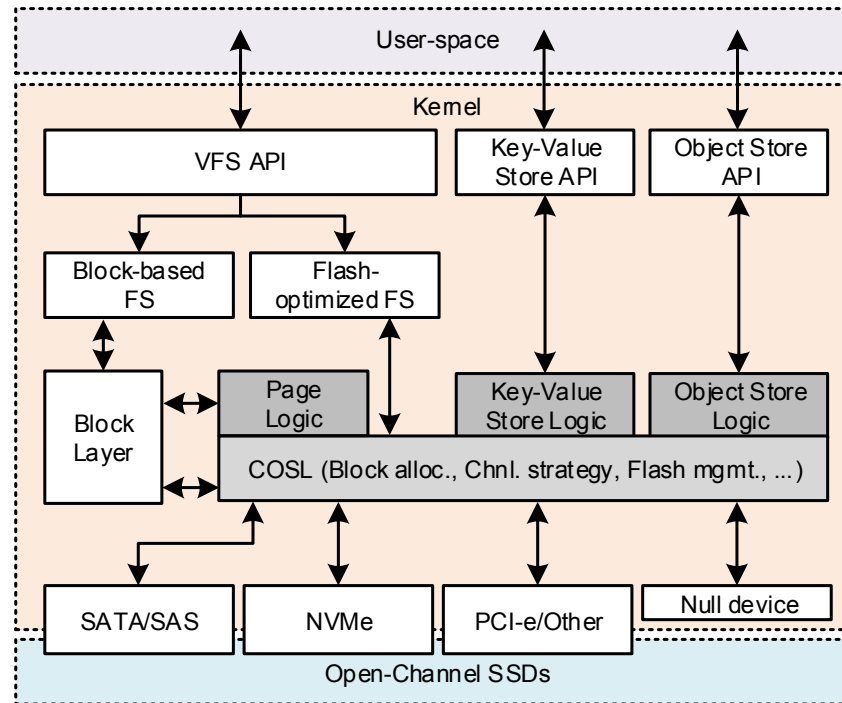 User-space
Kernel
VFS API
Key-Value
Store API
Object Store
API
Block-based
FS
Flash-
optimized FS
Block
Layer
Page
Logic
Key-Value
Store Logic
Object Store
Logic
COSL (Block alloc., Chnl. strategy, Flash mgmt., ...)
SATA/SAS
NVMe
PCI-e/Other
Null device
Open-Channel SSDs